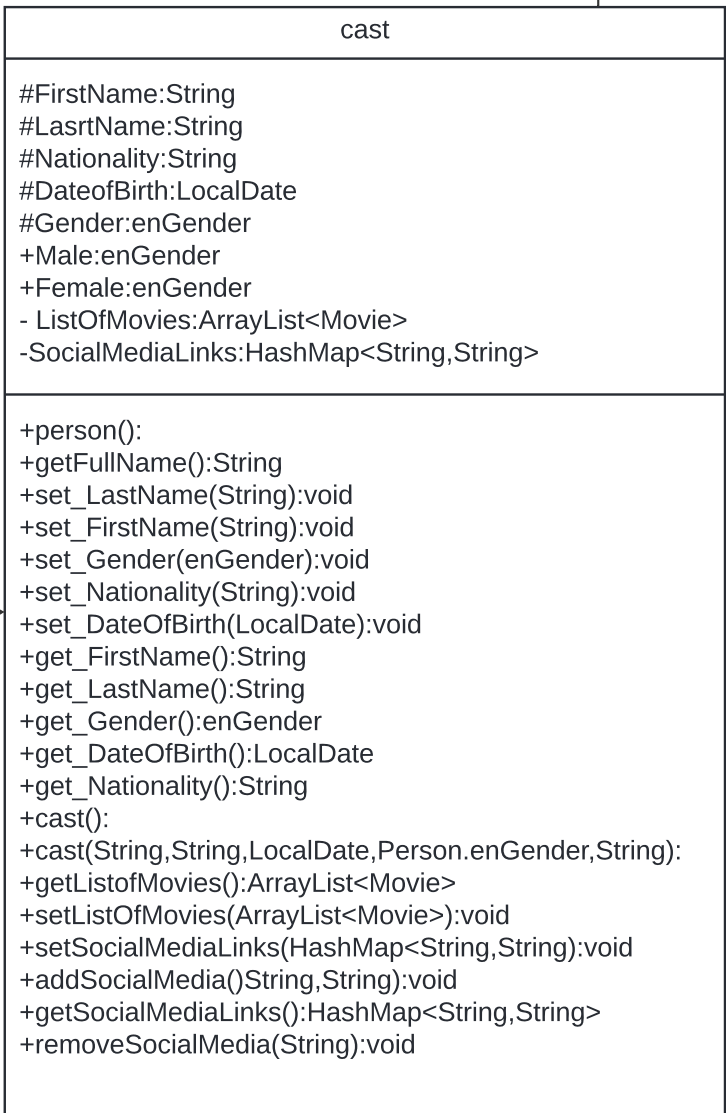 cast
#FirstName:String
#LasrtName:String
#Nationality:String
#DateofBirth:LocalDate
#Gender:enGender
+Male:enGender
+Female:enGender
- ListOfMovies:ArrayList<Movie>
-SocialMediaLinks:HashMap<String,String>
+person():
+getFullName():String
+set_LastName(String):void
+set_FirstName(String):void
+set_Gender(enGender):void
+set_Nationality(String):void
+set_DateOfBirth(LocalDate):void
+get_FirstName():String
+get_LastName():String
+get_Gender():enGender
+get_DateOfBirth():LocalDate
+get_Nationality():String
+cast():
+cast(String,String,LocalDate,Person.enGender,String):
+getListofMovies():ArrayList<Movie>
+setListOfMovies(ArrayList<Movie>):void
+setSocialMediaLinks(HashMap<String,String):void
+addSocialMedia()String,String):void
+getSocialMediaLinks():HashMap<String,String>
+removeSocialMedia(String):void